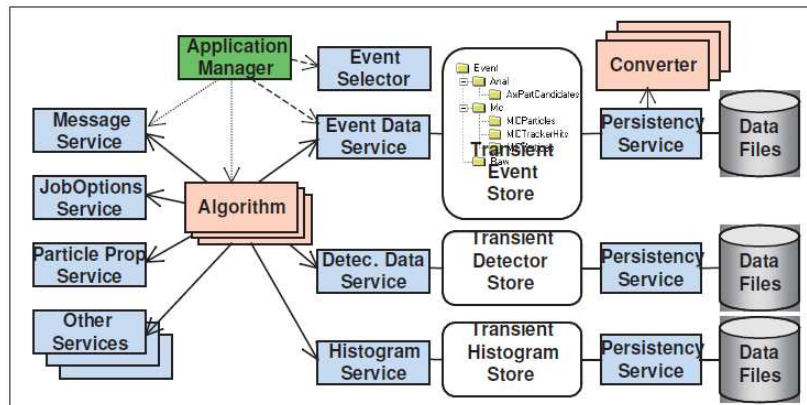 Application
Manager
Event
Selector
Converter
Event
Anal
AxPartCandidates
Mc
MCParticles
MCTrackerHits
Raw
Transient
Event
Store
Message
Service
Event Data
Service
Persistency
Service
Data
Files
JobOptions
Service
Algorithm
Particle Prop.
Service
Detec. Data
Service
Transient
Detector
Store
Persistency
Service
Data
Files
Other
Services
Histogram
Service
Transient
Histogram
Store
Persistency
Service
Data
Files